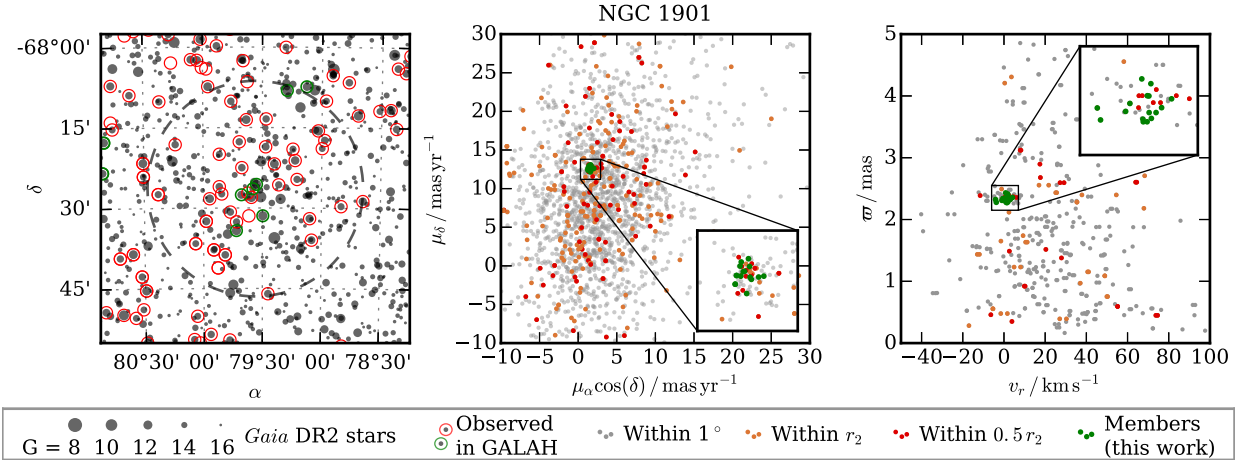 NGC 1901
-68°00′
15′
30′
45′
δ
80°30′ 00′ 79°30′ 00′ 78°30′
α
30
25
20
15
10
5
0
−5
−10
μδ / mas yr⁻¹
−10 −5 0 5 10 15 20 25 30
μα cos(δ) / mas yr⁻¹
5
4
3
2
1
0
ϖ / mas
−40 −20 0 20 40 60 80 100
vr / km s⁻¹
G = 8 10 12 14 16
Gaia DR2 stars
Observed
in GALAH
Within 1°
Within r₂
Within 0.5 r₂
Members
(this work)